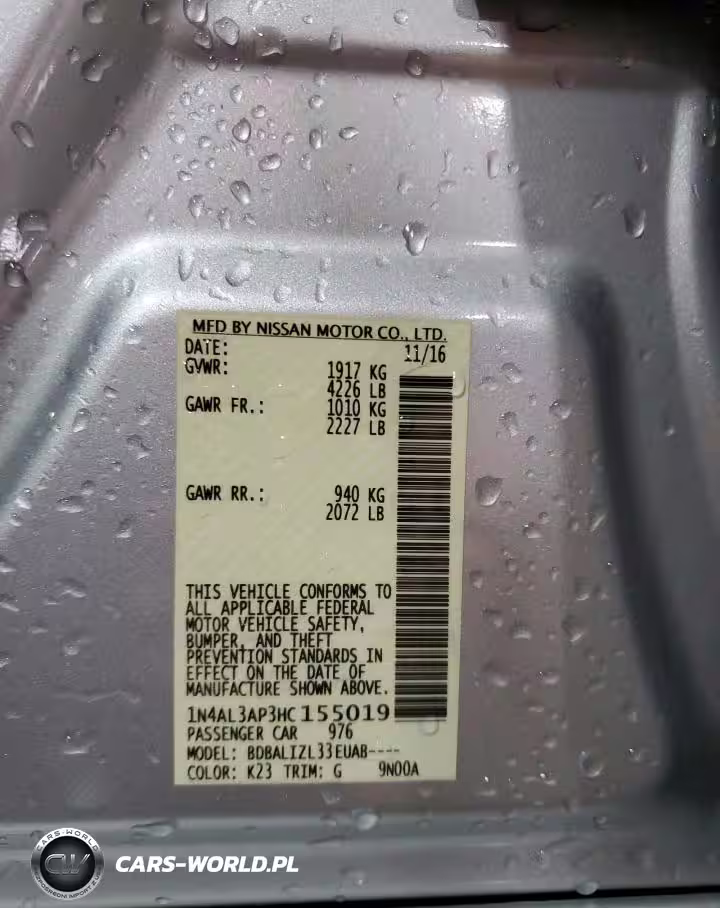 MFD BY NISSAN MOTOR CO., LTD.
DATE: 11/16
GVWR: 1917 KG
4226 LB
GAWR FR.: 1010 KG
2227 LB
GAWR RR.: 940 KG
2072 LB
THIS VEHICLE CONFORMS TO
ALL APPLICABLE FEDERAL
MOTOR VEHICLE SAFETY,
BUMPER, AND THEFT
PREVENTION STANDARDS IN
EFFECT ON THE DATE OF
MANUFACTURE SHOWN ABOVE.
1N4AL3AP3HC155019
PASSENGER CAR 976
MODEL: BDBALIZL33EUAB----
COLOR: K23 TRIM: G 9N00A
CARS-WORLD
CW
CARS-WORLD.PL